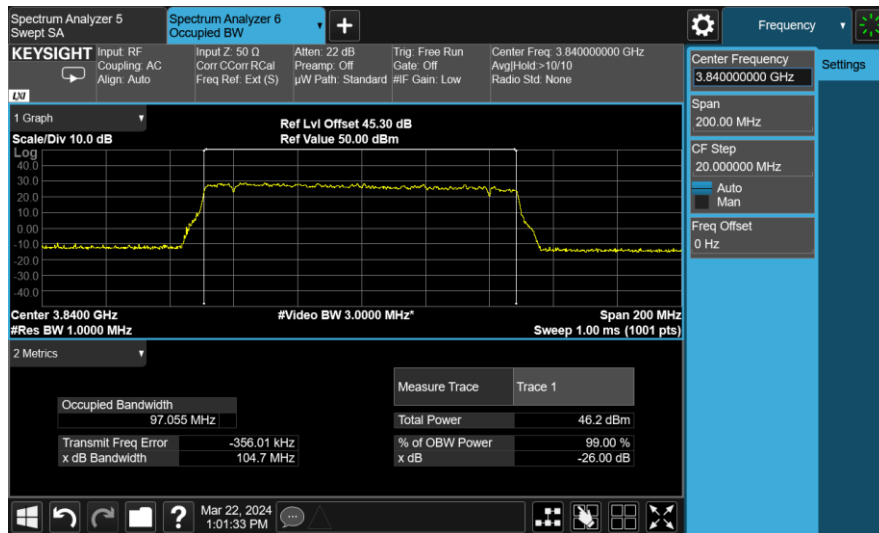 Spectrum Analyzer 5
Swept SA
Spectrum Analyzer 6
Occupied BW
+
Frequency
KEYSIGHT
LXI
Input: RF
Coupling: AC
Align: Auto
Input Z: 50 Ω
Corr CCorr RCal
Freq Ref: Ext (S)
Atten: 22 dB
Preamp: Off
µW Path: Standard
Trig: Free Run
Gate: Off
#IF Gain: Low
Center Freq: 3.840000000 GHz
Avg|Hold:>10/10
Radio Std: None
Center Frequency
3.840000000 GHz
Settings
Span
200.00 MHz
CF Step
20.000000 MHz
Auto
Man
Freq Offset
0 Hz
1 Graph
Scale/Div 10.0 dB
Ref Lvl Offset 45.30 dB
Ref Value 50.00 dBm
Log
40.0
30.0
20.0
10.0
0.00
-10.0
-20.0
-30.0
-40.0
Center 3.8400 GHz
#Res BW 1.0000 MHz
#Video BW 3.0000 MHz*
Span 200 MHz
Sweep 1.00 ms (1001 pts)
2 Metrics
Occupied Bandwidth
97.055 MHz
Transmit Freq Error -356.01 kHz
x dB Bandwidth 104.7 MHz
Measure Trace Trace 1
Total Power 46.2 dBm
% of OBW Power 99.00 %
x dB -26.00 dB
?
Mar 22, 2024
1:01:33 PM